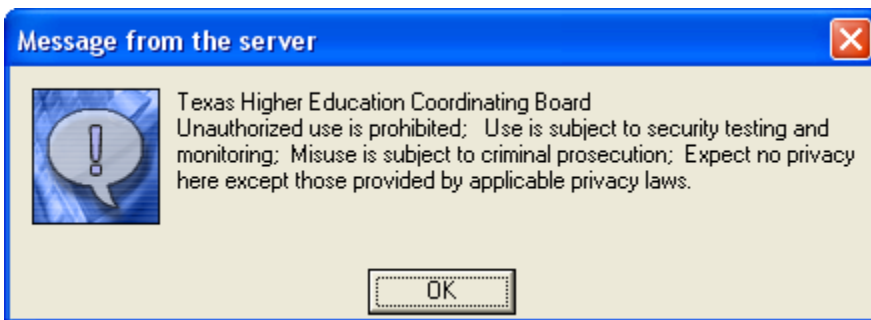 Message from the server
Texas Higher Education Coordinating Board
Unauthorized use is prohibited;   Use is subject to security testing and
monitoring;  Misuse is subject to criminal prosecution;  Expect no privacy
here except those provided by applicable privacy laws.
OK